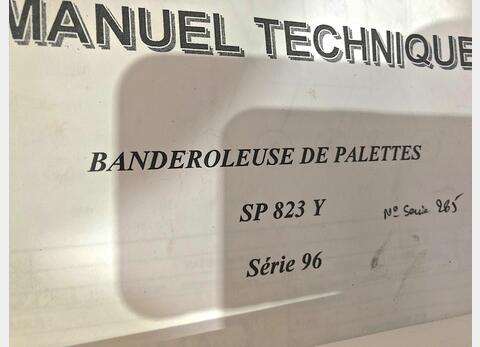 MANUEL TECHNIQUE
BANDEROLEUSE DE PALETTES
SP 823 Y N° Serie 265
Série 96